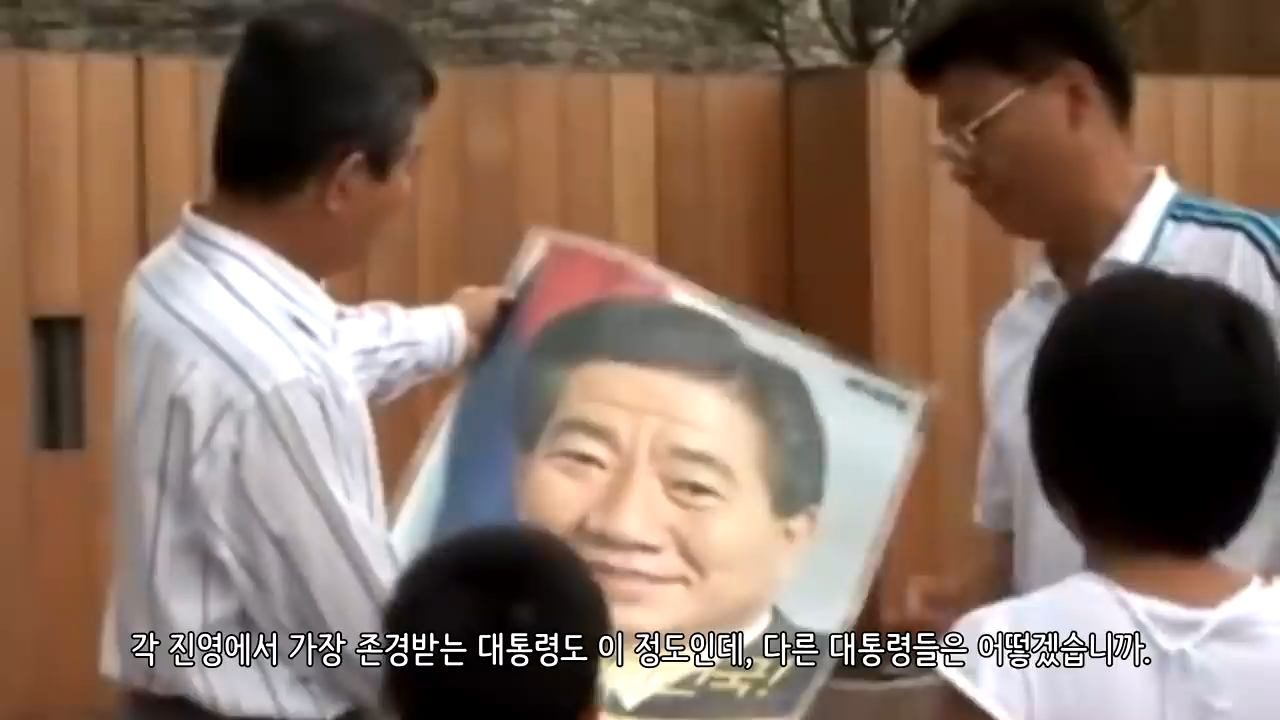 각 진영에서 가장 존경받는 대통령도 이 정도인데, 다른 대통령들은 어떻겠습니까.